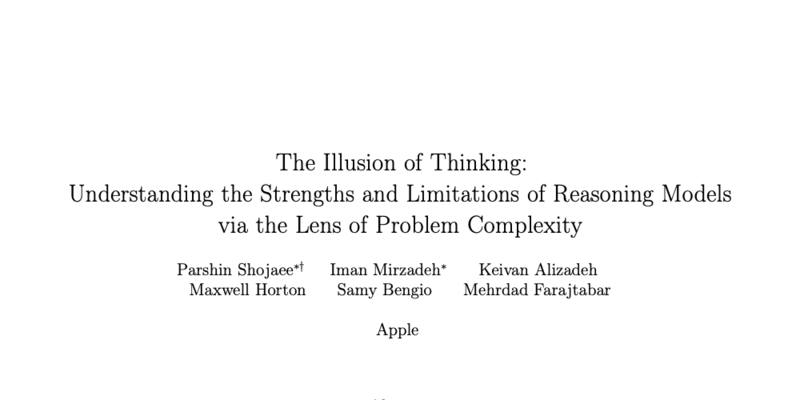 The Illusion of Thinking:
Understanding the Strengths and Limitations of Reasoning Models
via the Lens of Problem Complexity
Parshin Shojaee*† Iman Mirzadeh* Keivan Alizadeh
Maxwell Horton Samy Bengio Mehrdad Farajtabar
Apple